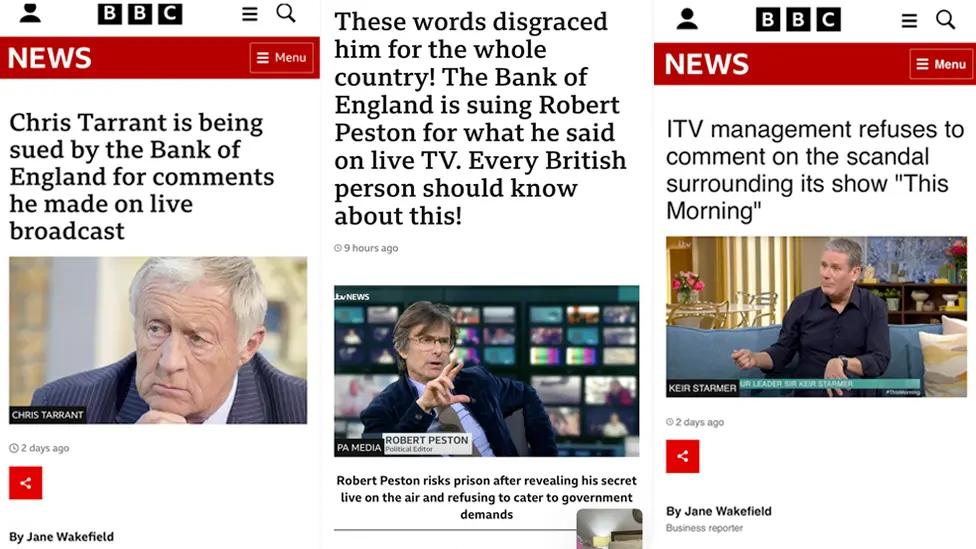 BBC
NEWS
Menu
Chris Tarrant is being
sued by the Bank of
England for comments
he made on live
broadcast
CHRIS TARRANT
2 days ago
By Jane Wakefield
These words disgraced
him for the whole
country! The Bank of
England is suing Robert
Peston for what he said
on live TV. Every British
person should know
about this!
9 hours ago
itv NEWS
ROBERT PESTON
Political Editor
PA MEDIA
Robert Peston risks prison after revealing his secret
live on the air and refusing to cater to government
demands
BBC
NEWS
Menu
ITV management refuses to
comment on the scandal
surrounding its show "This
Morning"
itv
KEIR STARMER
UR LEADER SIR KEIR STARMER
#ThisMorning
2 days ago
By Jane Wakefield
Business reporter